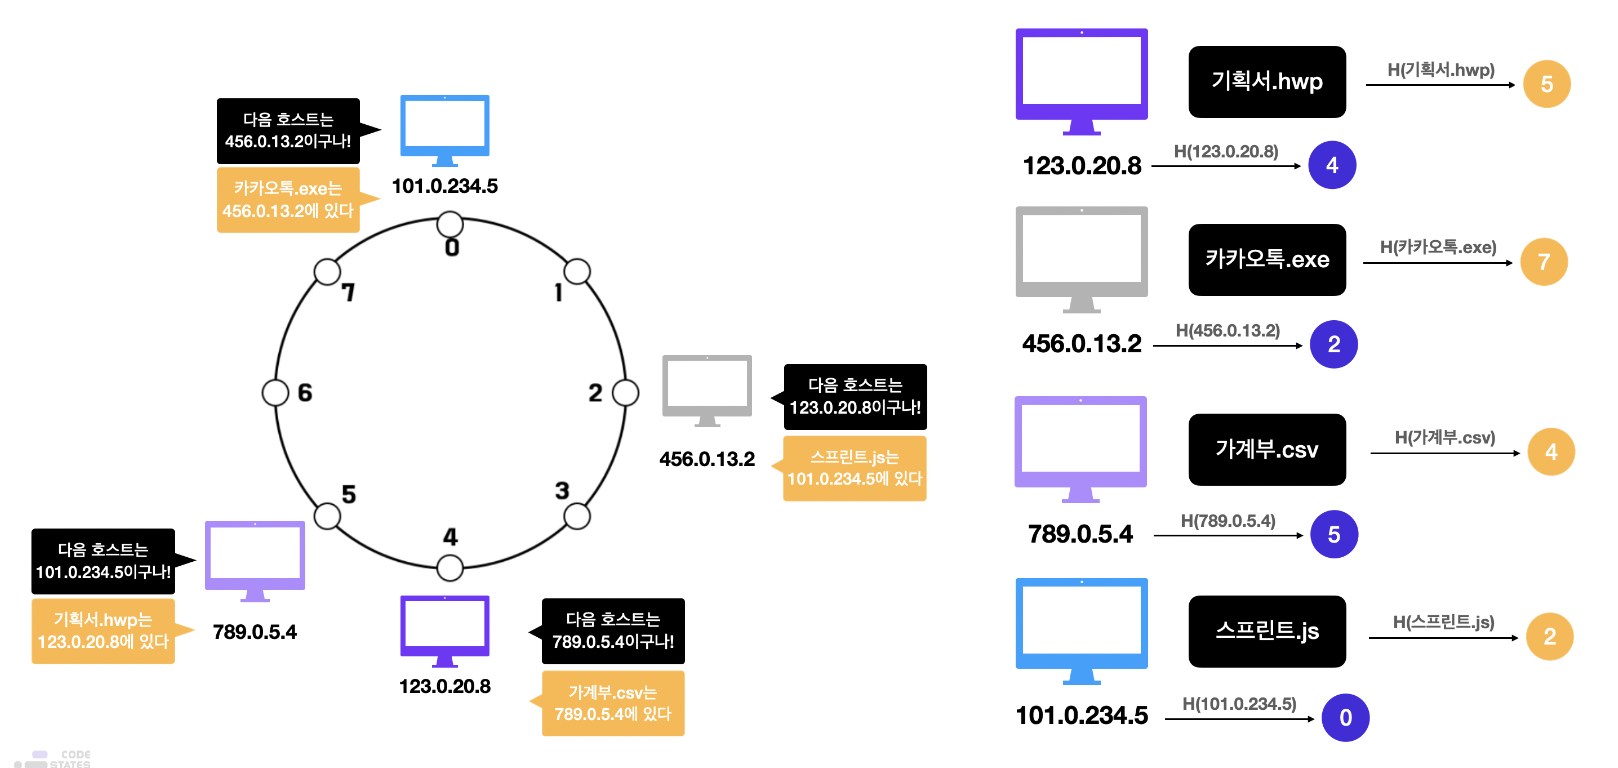 다음 호스트는
456.0.13.2이구나!
카카오톡.exe는
456.0.13.2에 있다
101.0.234.5
0
1
2
3
4
5
6
7
다음 호스트는
123.0.20.8이구나!
스프린트.js는
101.0.234.5에 있다
456.0.13.2
다음 호스트는
789.0.5.4이구나!
가계부.csv는
789.0.5.4에 있다
123.0.20.8
다음 호스트는
101.0.234.5이구나!
기획서.hwp는
123.0.20.8에 있다
789.0.5.4
기획서.hwp
H(기획서.hwp)
5
123.0.20.8
H(123.0.20.8)
4
카카오톡.exe
H(카카오톡.exe)
7
456.0.13.2
H(456.0.13.2)
2
가계부.csv
H(가계부.csv)
4
789.0.5.4
H(789.0.5.4)
5
스프린트.js
H(스프린트.js)
2
101.0.234.5
H(101.0.234.5)
0
CODE
STATES